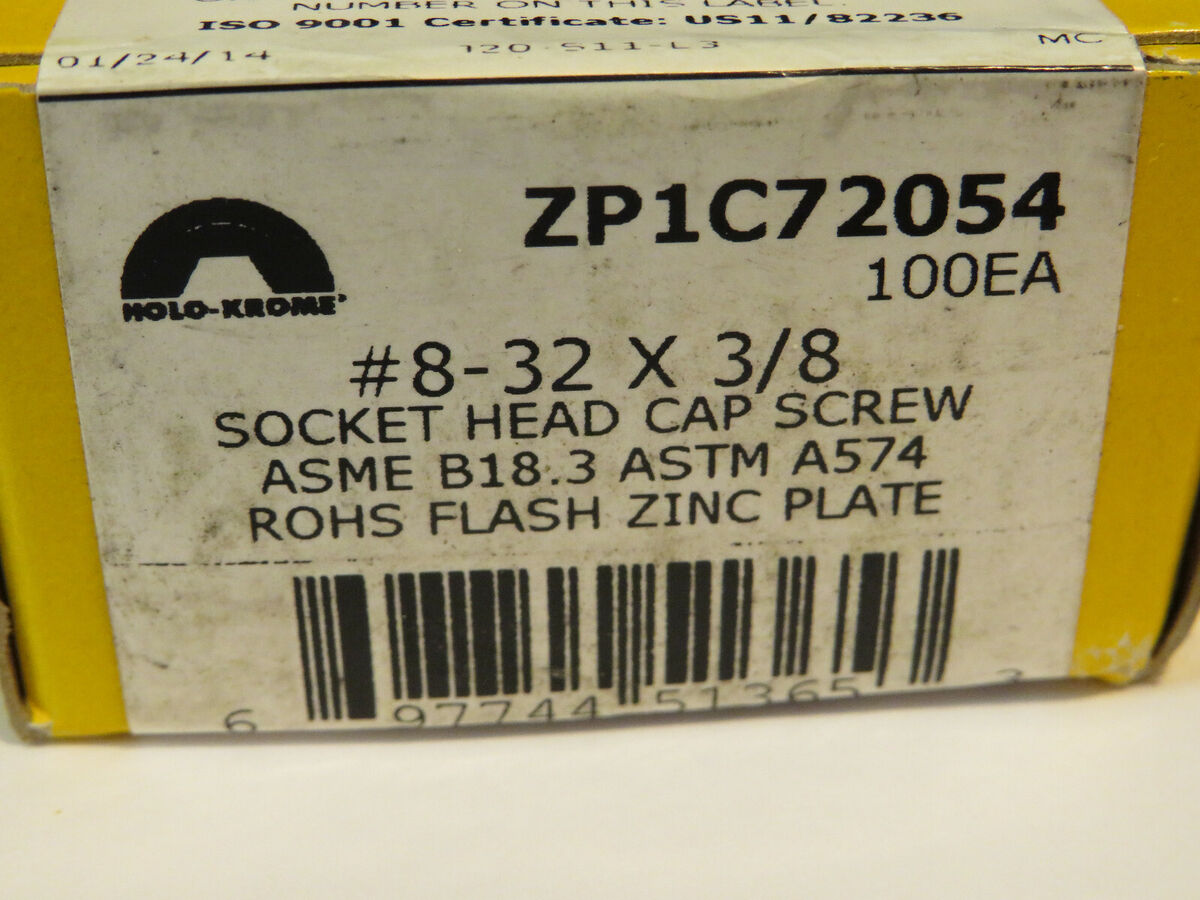 NUMBER ON THIS LABEL.
ISO 9001 Certificate: US11/82236
01/24/14 120-S11-L3 MC
ZP1C72054
100EA
HOLO-KROME
#8-32 X 3/8
SOCKET HEAD CAP SCREW
ASME B18.3 ASTM A574
ROHS FLASH ZINC PLATE
6 97744 51365